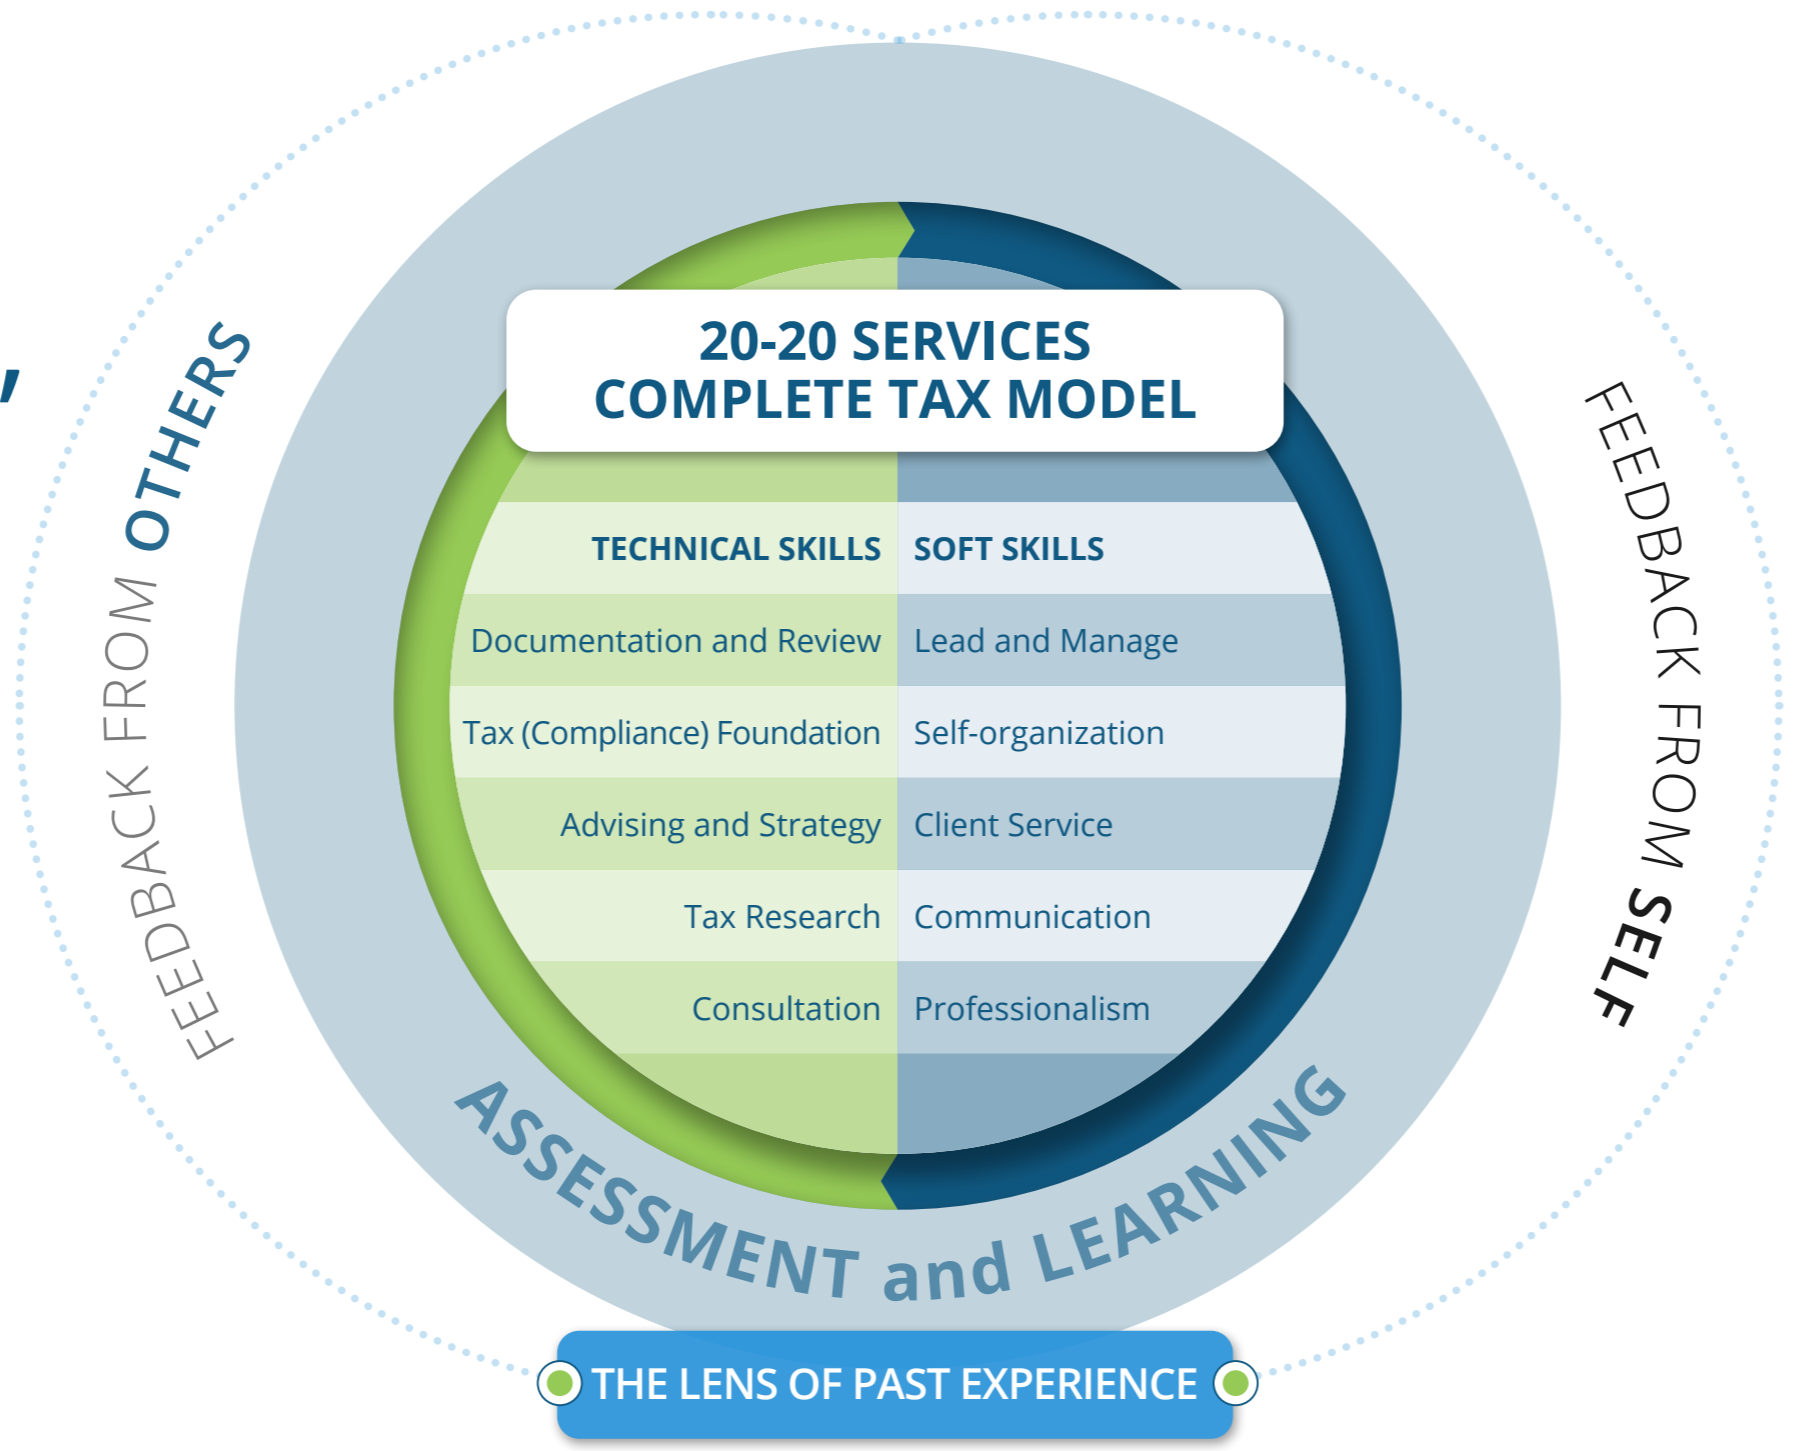 20-20 SERVICES
COMPLETE TAX MODEL
TECHNICAL SKILLS SOFT SKILLS
Documentation and Review Lead and Manage
Tax (Compliance) Foundation Self-organization
Advising and Strategy Client Service
Tax Research Communication
Consultation Professionalism
ASSESSMENT and LEARNING
FEEDBACK FROM OTHERS
FEEDBACK FROM SELF
THE LENS OF PAST EXPERIENCE